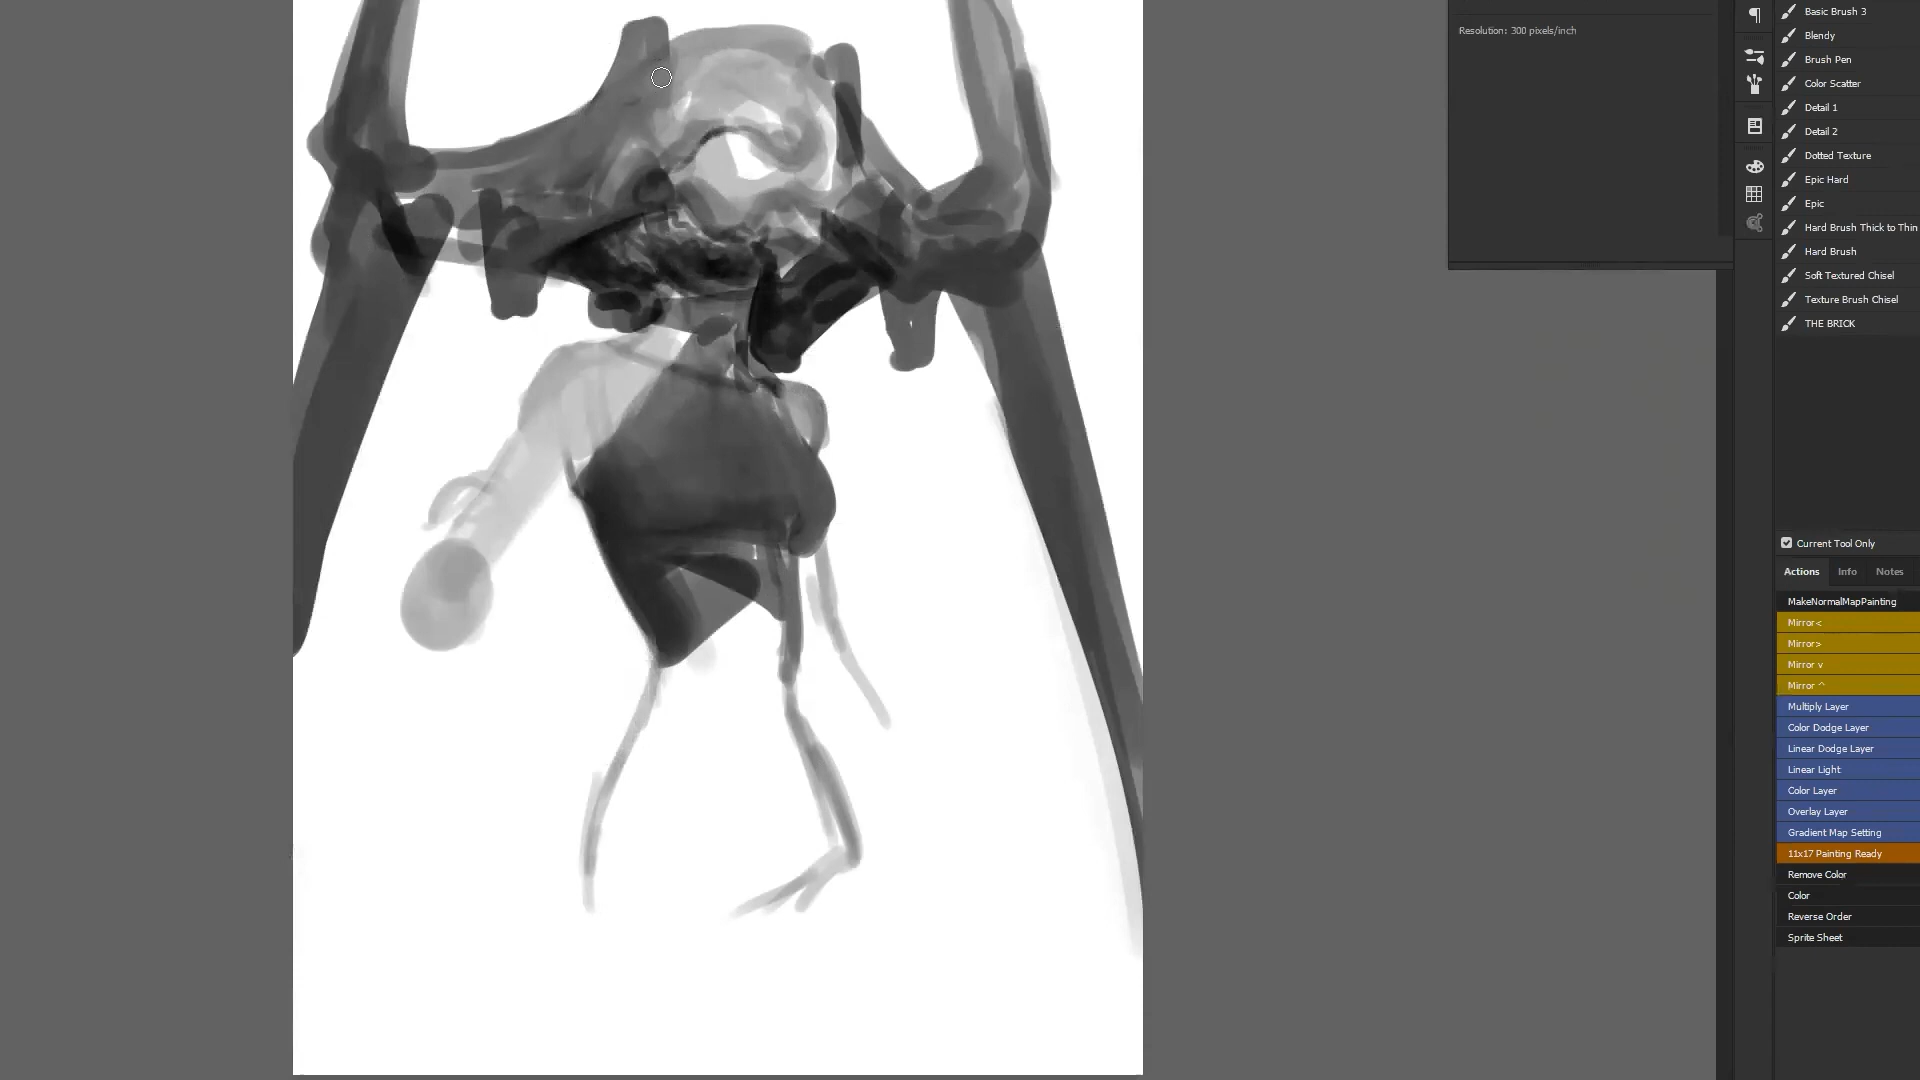 Resolution: 300 pixels/inch
Basic Brush 3
Blendy
Brush Pen
Color Scatter
Detail 1
Detail 2
Dotted Texture
Epic Hard
Epic
Hard Brush Thick to Thin
Hard Brush
Soft Textured Chisel
Texture Brush Chisel
THE BRICK
Current Tool Only
Actions Info Notes
MakeNormalMapPainting
Mirror<
Mirror>
Mirror v
Mirror ^
Multiply Layer
Color Dodge Layer
Linear Dodge Layer
Linear Light
Color Layer
Overlay Layer
Gradient Map Setting
11x17 Painting Ready
Remove Color
Color
Reverse Order
Sprite Sheet